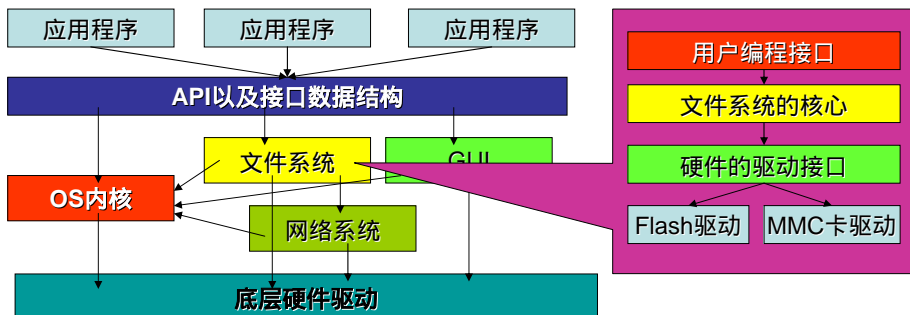 应用程序
应用程序
应用程序
API以及接口数据结构
文件系统
GUI
OS内核
网络系统
底层硬件驱动
用户编程接口
文件系统的核心
硬件的驱动接口
Flash驱动
MMC卡驱动